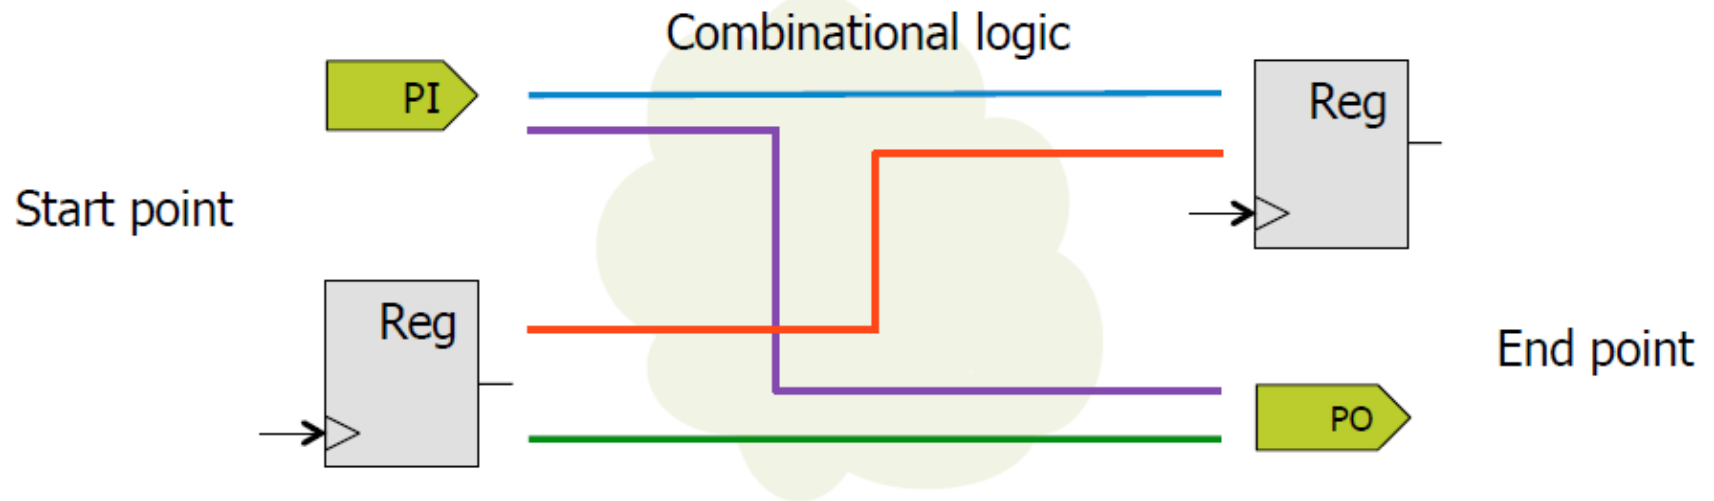 Combinational logic
PI
Reg
Start point
Reg
End point
PO